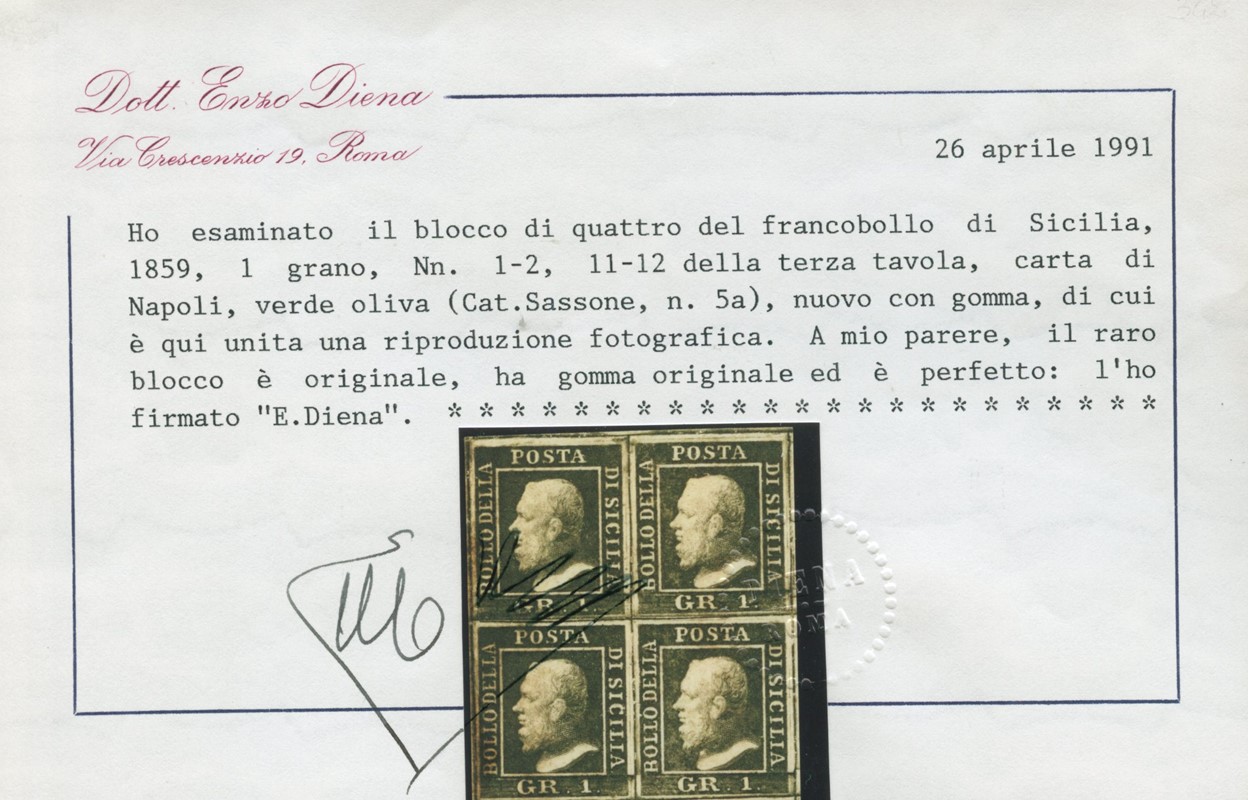 Dott. Enzo Diena
Via Crescenzio 19, Roma
26 aprile 1991
Ho esaminato il blocco di quattro del francobollo di Sicilia,
1859, 1 grano, Nn. 1-2, 11-12 della terza tavola, carta di
Napoli, verde oliva (Cat.Sassone, n. 5a), nuovo con gomma, di cui
è qui unita una riproduzione fotografica. A mio parere, il raro
blocco è originale, ha gomma originale ed è perfetto: l'ho
firmato "E.Diena". * * * * * * * * * * * * * * * * * * * * * * *
POSTA
BOLLO DELLA
DI SICILIA
GR. 1.
POSTA
BOLLO DELLA
DI SICILIA
GR. 1.
DIENA
ROMA
POSTA
BOLLO DELLA
DI SICILIA
GR. 1.
POSTA
BOLLO DELLA
DI SICILIA
GR. 1.